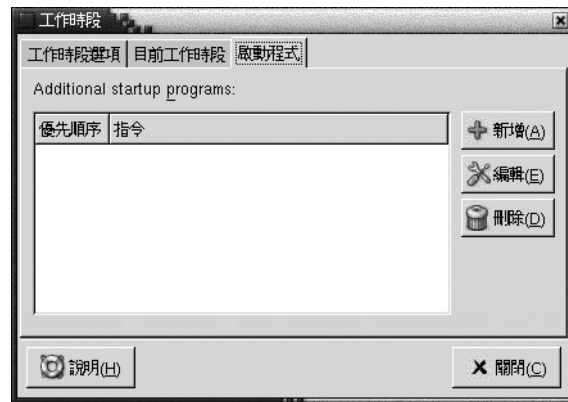 工作時段
工作時段選項 目前工作時段 啟動程式
Additional startup programs:
優先順序 指令
新增(A)
編輯(E)
刪除(D)
說明(H)
關閉(C)